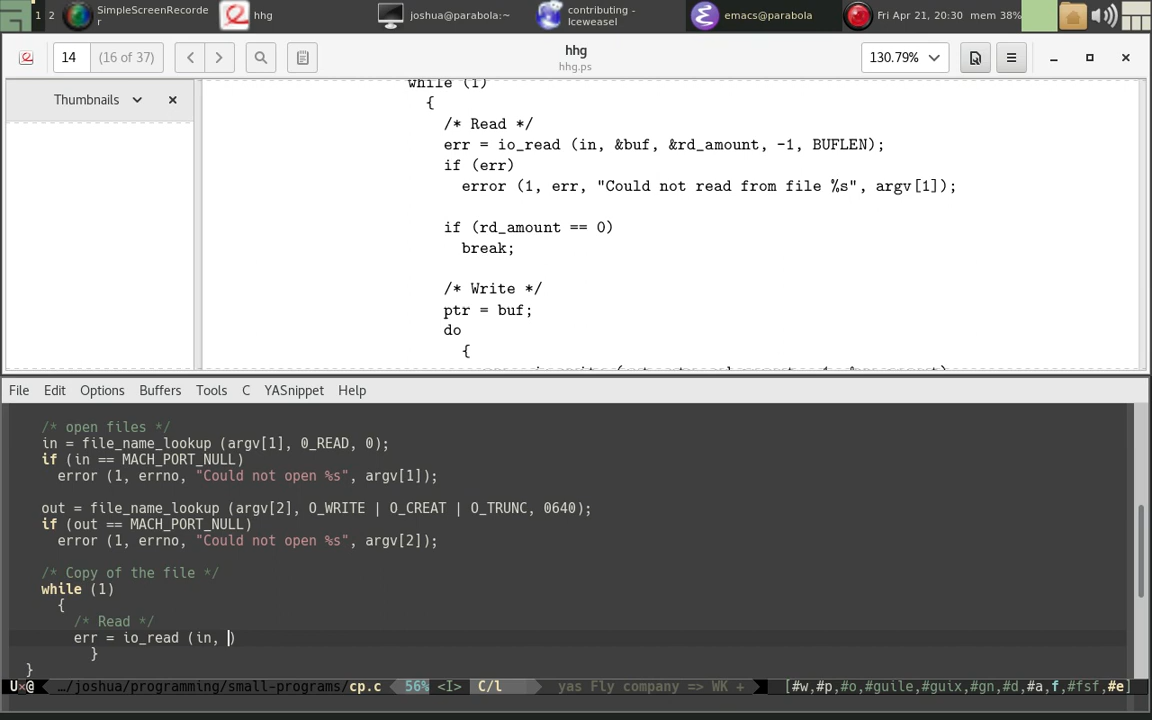 1 2 SimpleScreenRecorde
r hhg joshua@parabola:~ contributing -
Iceweasel emacs@parabola Fri Apr 21, 20:30 mem 38%
14 (16 of 37) hhg 130.79%
hhg.ps
Thumbnails
while (1)
{
/* Read */
err = io_read (in, &buf, &rd_amount, -1, BUFLEN);
if (err)
error (1, err, "Could not read from file %s", argv[1]);
if (rd_amount == 0)
break;
/* Write */
ptr = buf;
do
{
File Edit Options Buffers Tools C YASnippet Help
/* open files */
in = file_name_lookup (argv[1], 0_READ, 0);
if (in == MACH_PORT_NULL)
error (1, errno, "Could not open %s", argv[1]);
out = file_name_lookup (argv[2], O_WRITE | O_CREAT | O_TRUNC, 0640);
if (out == MACH_PORT_NULL)
error (1, errno, "Could not open %s", argv[2]);
/* Copy of the file */
while (1)
{
/* Read */
err = io_read (in, )
}
}
U×@ …/joshua/programming/small-programs/cp.c 56% <I> C/l yas Fly company => WK + [#w,#p,#o,#guile,#guix,#gn,#d,#a,f,#fsf,#e]